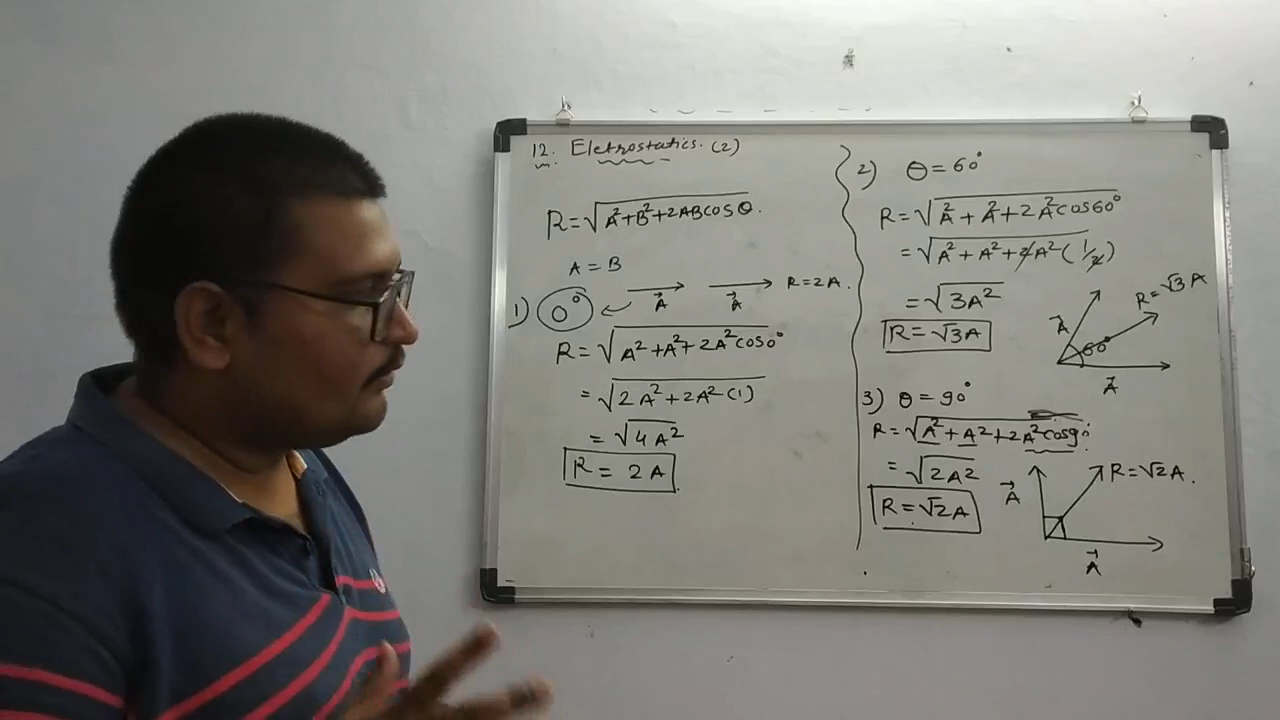 12. Eletrostatics. (2)
R = √A²+B²+2ABCOSθ.
A = B
1) 0° A⃗ A⃗ R = 2A.
R = √A²+A²+2A²COS0°
= √2A²+2A²(1)
= √4A²
R = 2A
2) θ = 60°
R = √A²+A²+2A²COS60°
= √A²+A²+2A²(1/2)
= √3A²
R = √3A
A⃗ 60° R = √3A
A⃗
3) θ = 90°
R = √A²+A²+2A²cos90°
= √2A²
R = √2A
A⃗ R = √2A.
A⃗